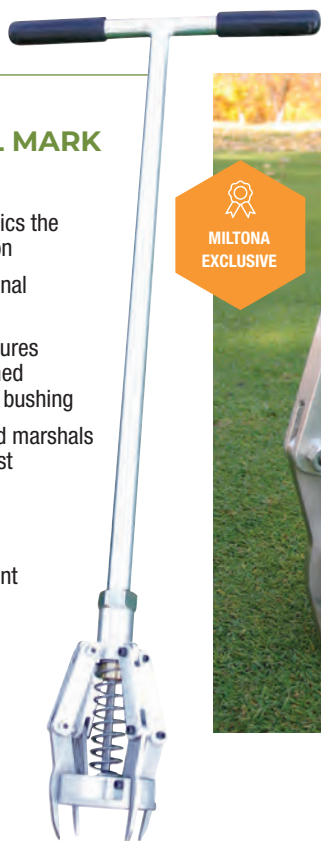 L MARK
ics the
on
nal
ures
ned
bushing
d marshals
st
nt
MILTONA
EXCLUSIVE